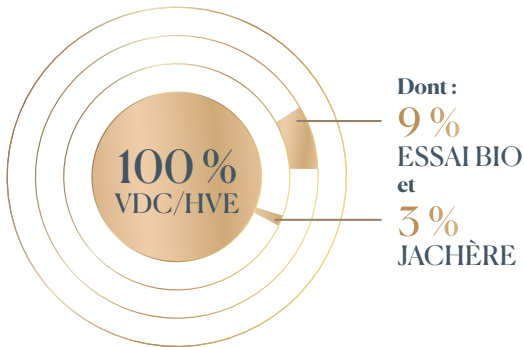 100 %
VDC/HVE
Dont :
9 %
ESSAI BIO
et
3 %
JACHÈRE